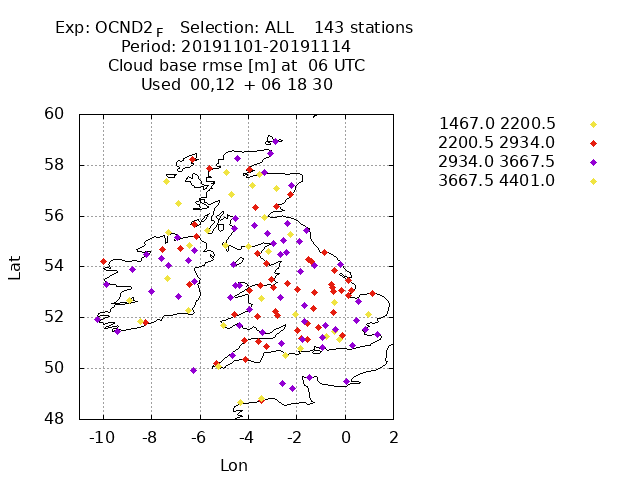 Exp: OCND2 F   Selection: ALL    143 stations
Period: 20191101-20191114
Cloud base rmse [m] at  06 UTC
Used  00,12  + 06 18 30
1467.0 2200.5
2200.5 2934.0
2934.0 3667.5
3667.5 4401.0
60
58
56
54
52
50
48
Lat
-10 -8 -6 -4 -2 0 2
Lon